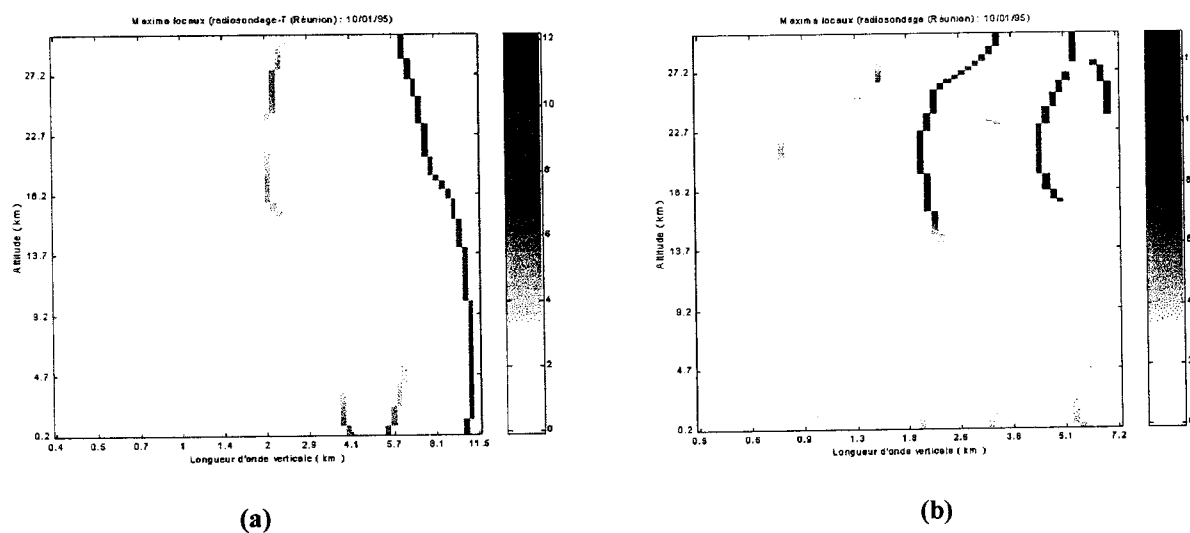 Maxima locaux (radiosondage-T (Réunion) : 10/01/95)
12
10
8
6
4
2
0
Altitude ( km )
27.2
22.7
18.2
13.7
9.2
4.7
0.2
0.4 0.5 0.7 1 1.4 2 2.9 4.1 5.7 8.1 11.5
Longueur d'onde verticale ( km )
(a)
Maxima locaux (radiosondage (Réunion) : 10/01/95)
Altitude (km)
27.2
22.7
18.2
13.7
9.2
4.7
0.2
0.6 0.9 1.3 1.8 2.6 3.6 5.1 7.2
Longueur d'onde verticale ( km )
(b)